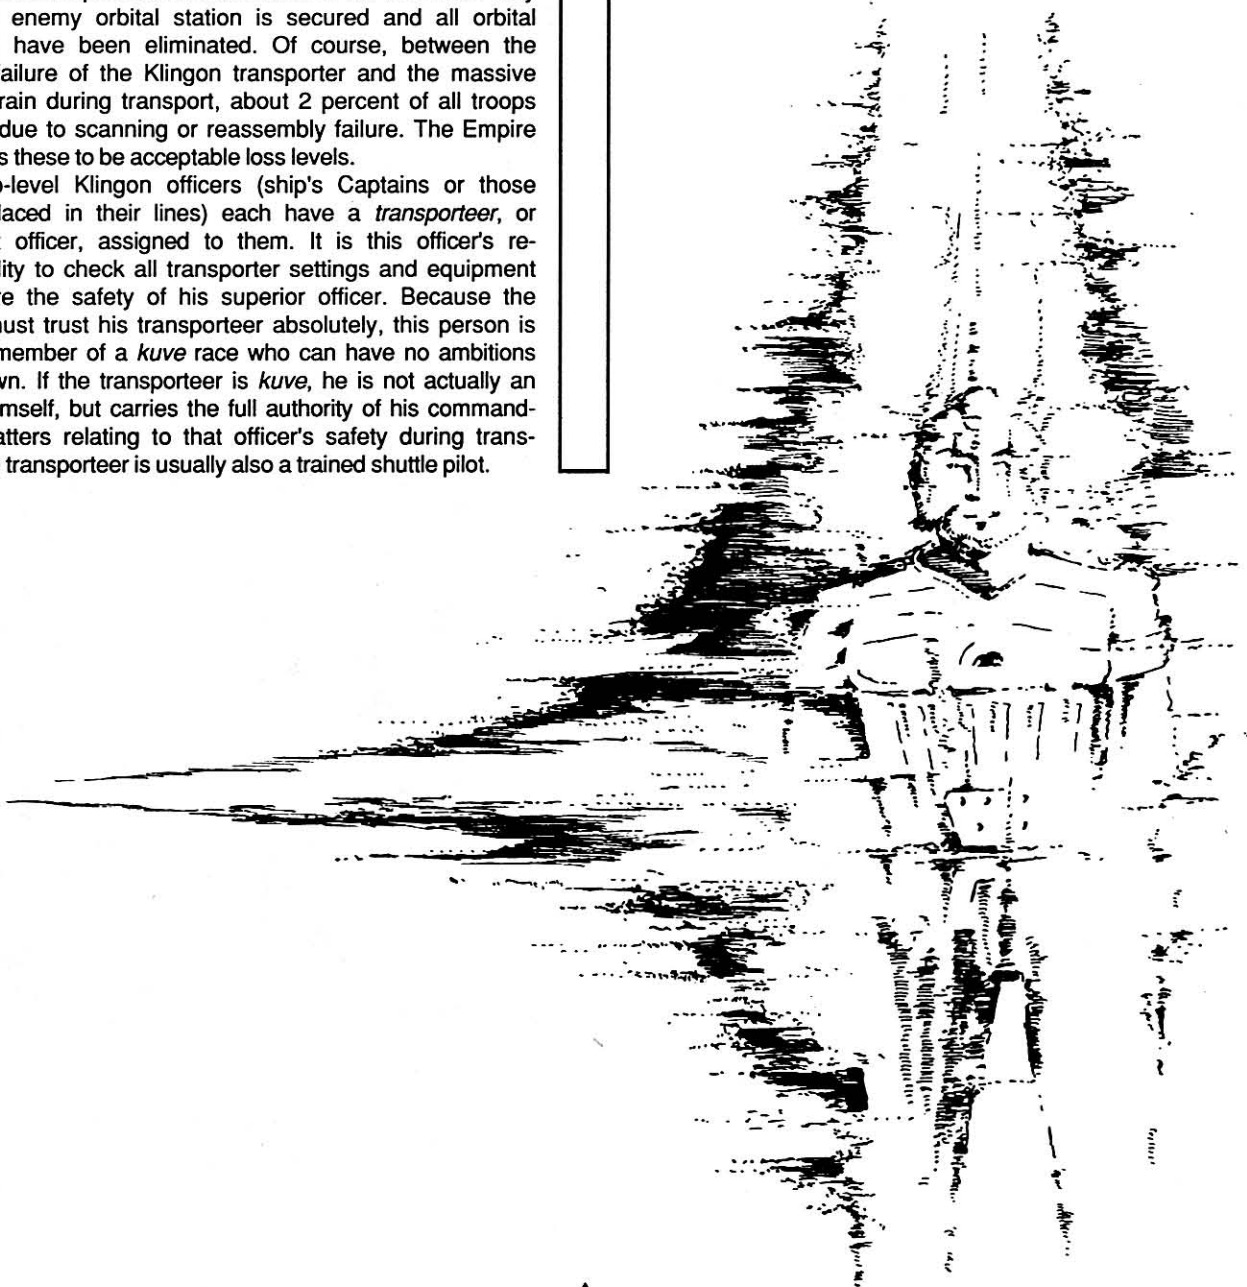 enemy orbital station is secured and all orbital
have been eliminated. Of course, between the
ailure of the Klingon transporter and the massive
rain during transport, about 2 percent of all troops
due to scanning or reassembly failure. The Empire
s these to be acceptable loss levels.
o-level Klingon officers (ship's Captains or those
laced in their lines) each have a transporteer, or
officer, assigned to them. It is this officer's re-
lity to check all transporter settings and equipment
re the safety of his superior officer. Because the
nust trust his transporteer absolutely, this person is
member of a kuve race who can have no ambitions
wn. If the transporteer is kuve, he is not actually an
mself, but carries the full authority of his command-
atters relating to that officer's safety during trans-
transporteer is usually also a trained shuttle pilot.